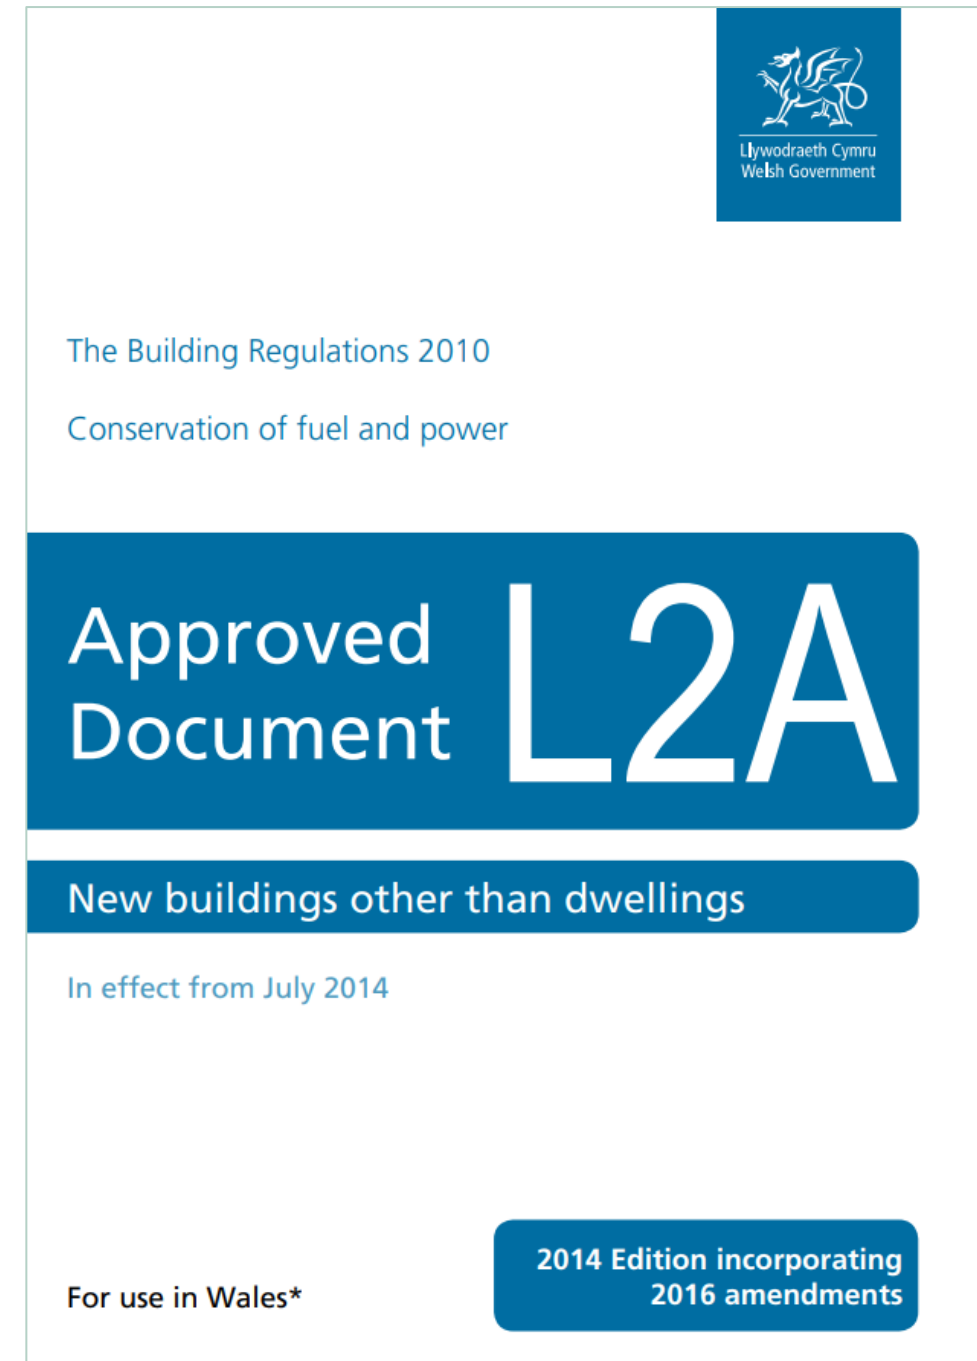 Llywodraeth Cymru
Welsh Government
The Building Regulations 2010
Conservation of fuel and power
Approved
Document
L2A
New buildings other than dwellings
In effect from July 2014
2014 Edition incorporating
2016 amendments
For use in Wales*